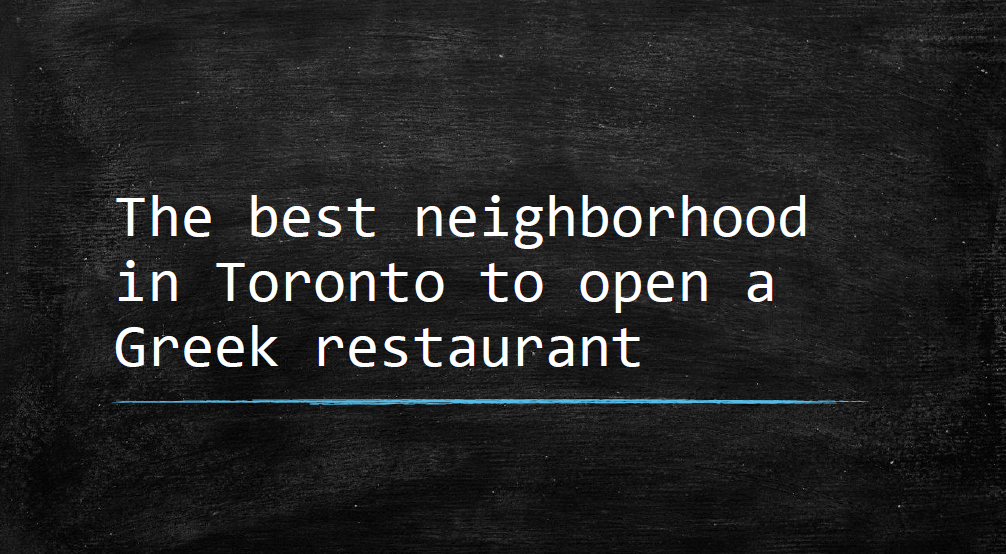 The best neighborhood
in Toronto to open a
Greek restaurant